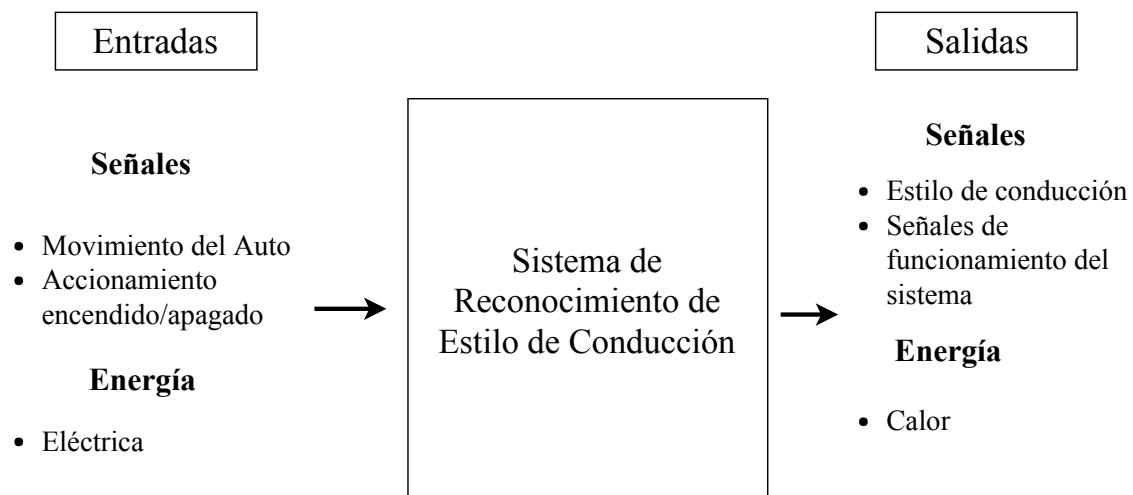 Entradas
Señales
• Movimiento del Auto
• Accionamiento
encendido/apagado
Energía
• Eléctrica
Sistema de
Reconocimiento de
Estilo de Conducción
Salidas
Señales
• Estilo de conducción
• Señales de
funcionamiento del
sistema
Energía
• Calor